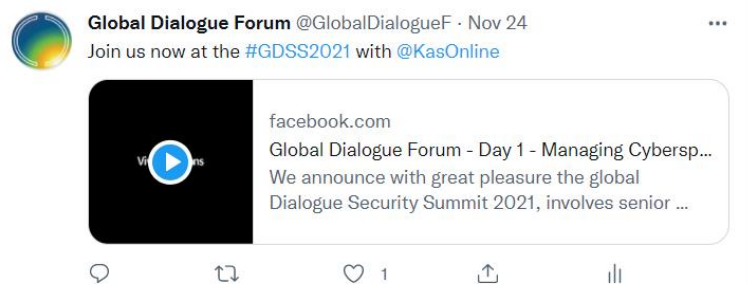 Global Dialogue Forum @GlobalDialogueF · Nov 24
Join us now at the #GDSS2021 with @KasOnline
facebook.com
Global Dialogue Forum - Day 1 - Managing Cybersp...
We announce with great pleasure the global
Dialogue Security Summit 2021, involves senior ...
1